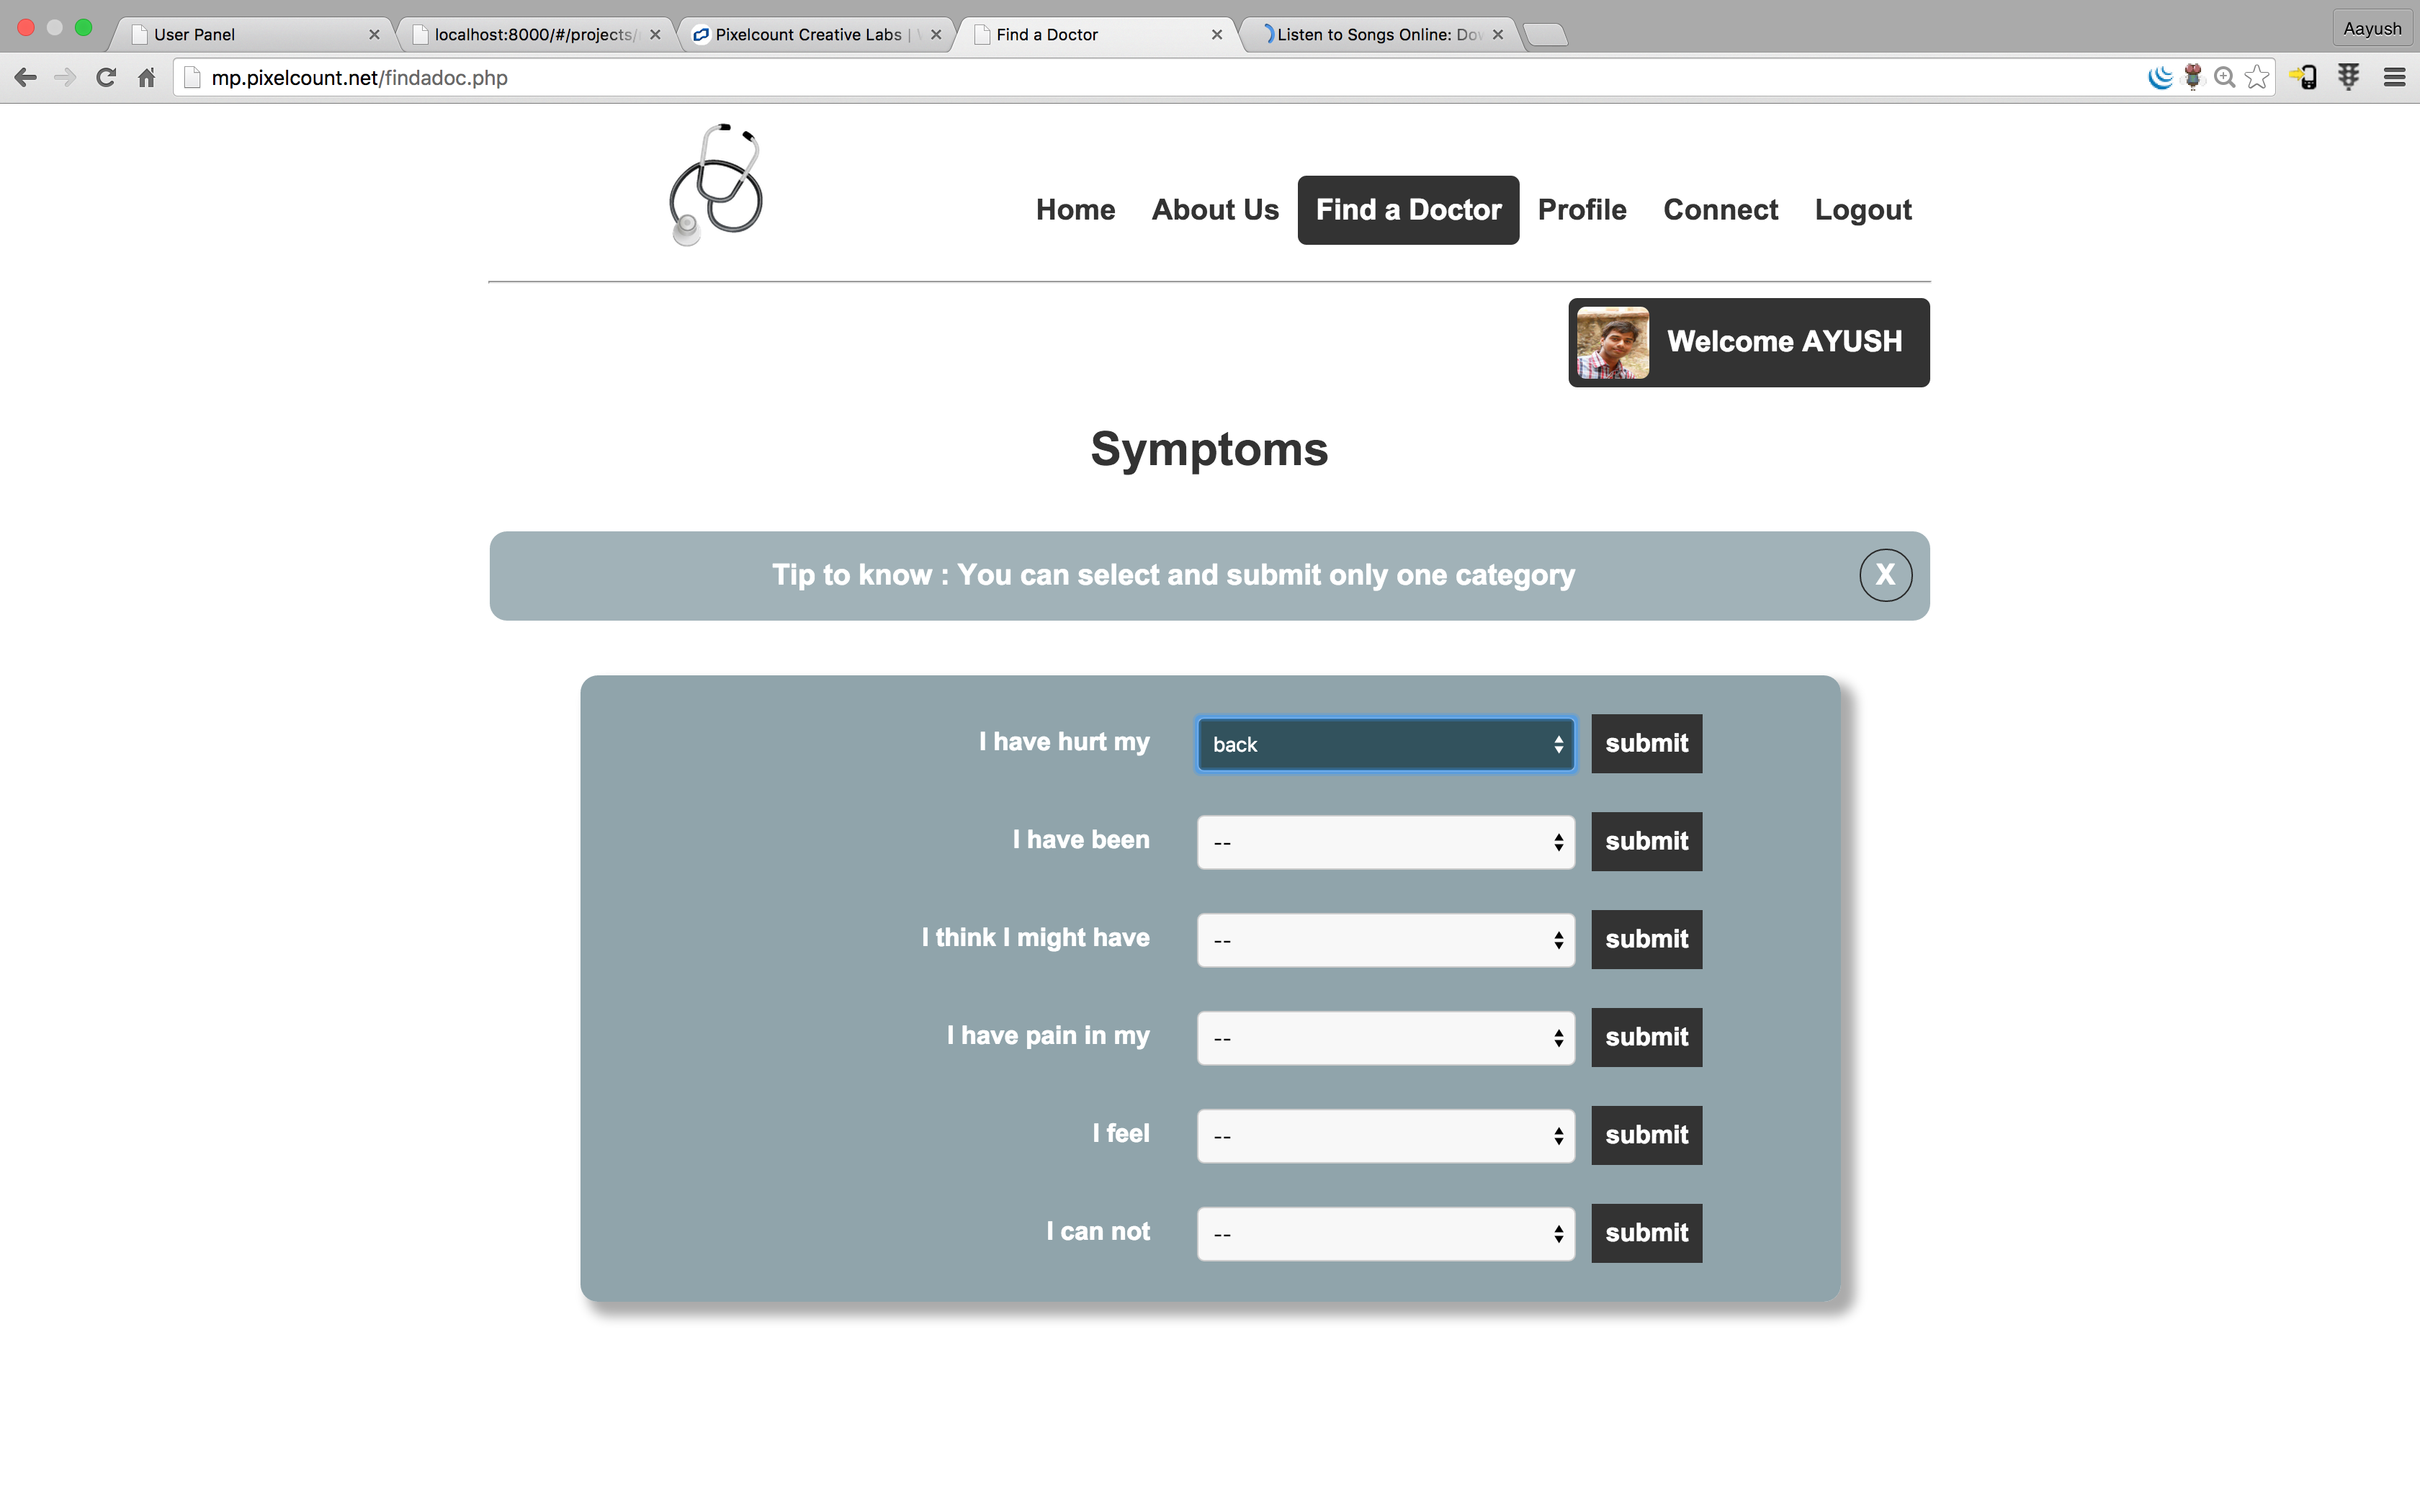 User Panel
localhost:8000/#/projects/
Pixelcount Creative Labs |
Find a Doctor
Listen to Songs Online: Dow
Aayush
mp.pixelcount.net/findadoc.php
Home About Us Find a Doctor Profile Connect Logout
Welcome AYUSH
Symptoms
Tip to know : You can select and submit only one category X
I have hurt my back submit
I have been -- submit
I think I might have -- submit
I have pain in my -- submit
I feel -- submit
I can not -- submit